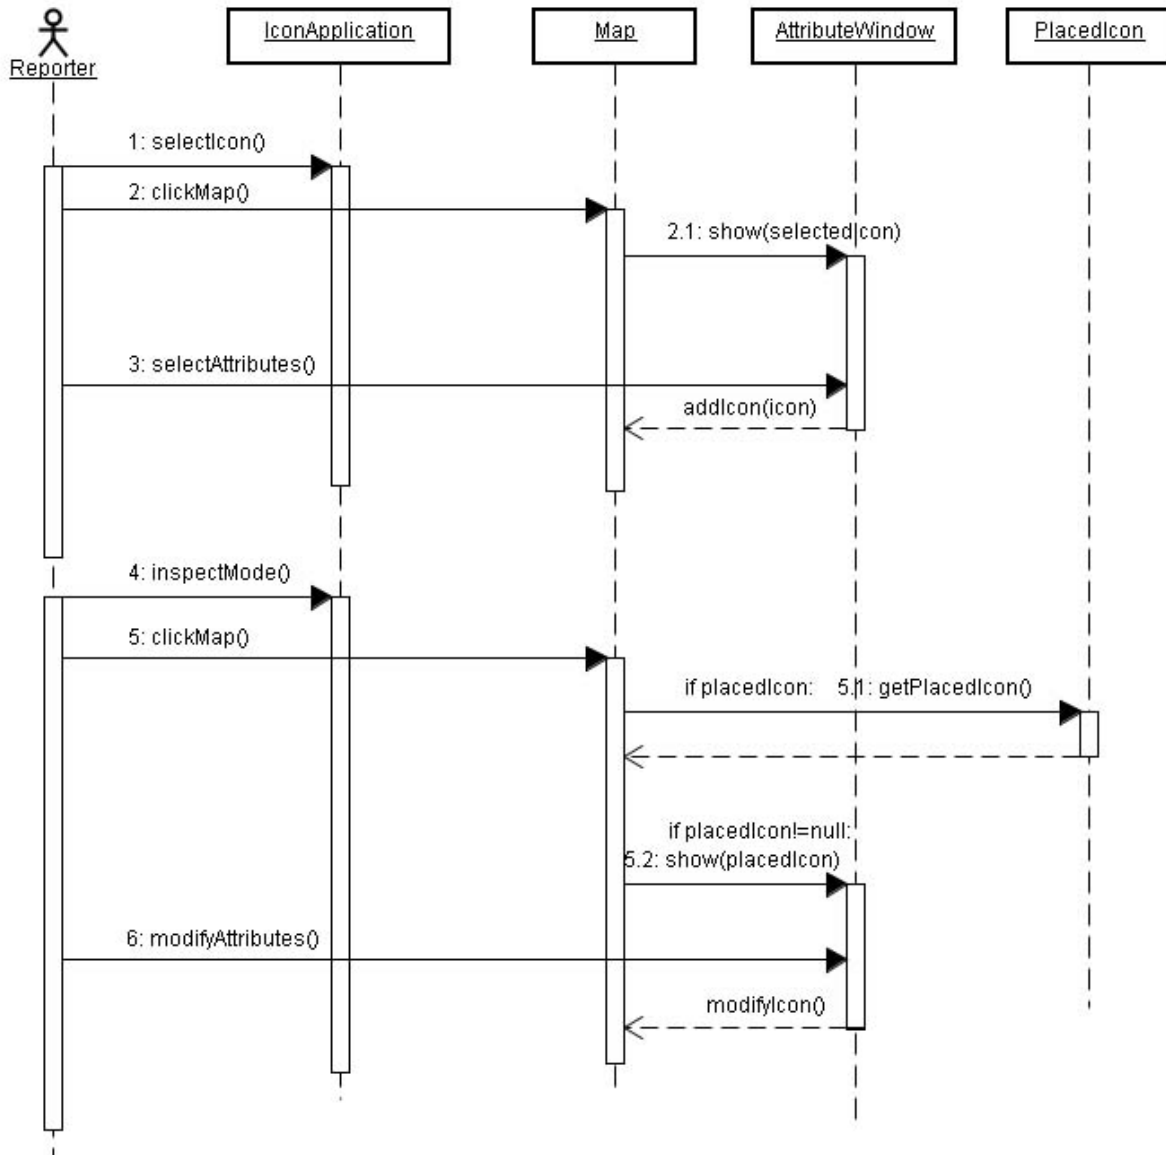 IconApplication
Map
AttributeWindow
PlacedIcon
Reporter
1: selectIcon()
2: clickMap()
2.1: show(selectedIcon)
3: selectAttributes()
addIcon(icon)
4: inspectMode()
5: clickMap()
if placedIcon: 5.1: getPlacedIcon()
if placedIcon!=null:
5.2: show(placedIcon)
6: modifyAttributes()
modifyIcon()